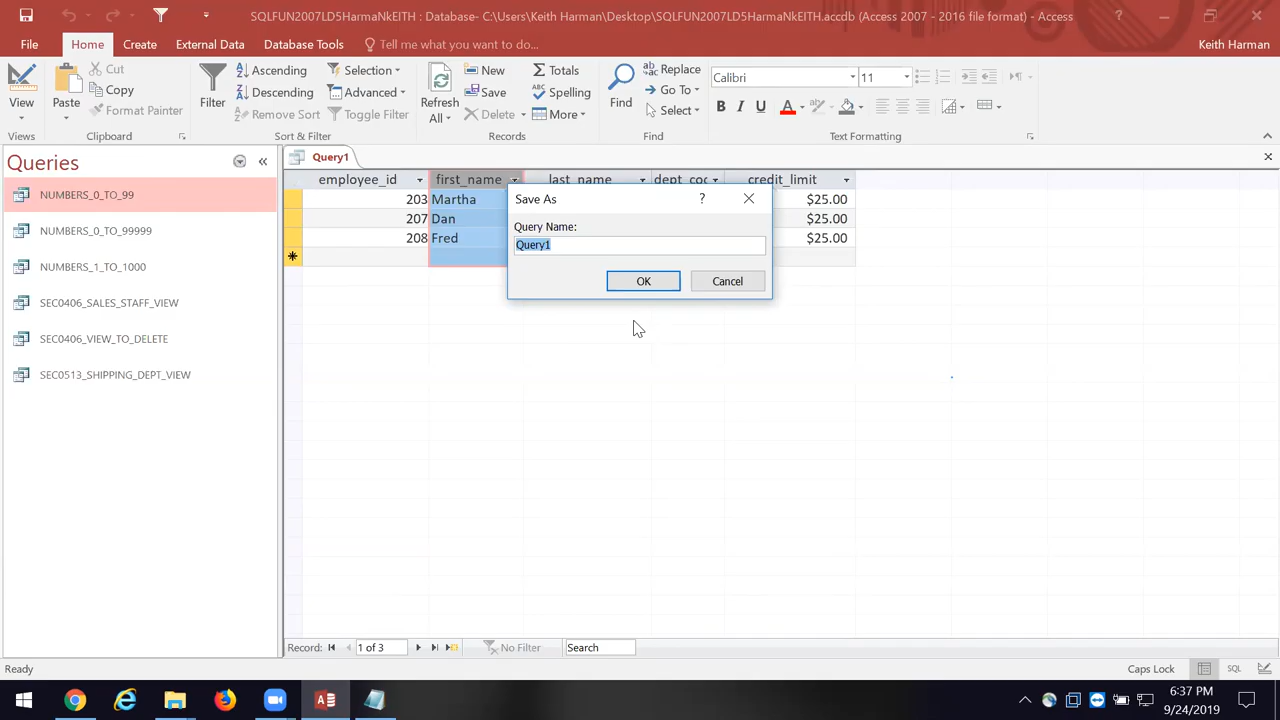 SQLFUN2007LD5HarmaNkEITH : Database- C:\Users\Keith Harman\Desktop\SQLFUN2007LD5HarmaNkEITH.accdb (Access 2007 - 2016 file format) - Access
File Home Create External Data Database Tools Tell me what you want to do... Keith Harman
View
Views
Paste
Cut
Copy
Format Painter
Clipboard
Filter
Ascending
Descending
Remove Sort
Selection
Advanced
Toggle Filter
Sort & Filter
Refresh
All
New
Save
Delete
Totals
Spelling
More
Records
Find
Replace
Go To
Select
Find
Calibri 11
B I U A
Text Formatting
Queries
NUMBERS_0_TO_99
NUMBERS_0_TO_99999
NUMBERS_1_TO_1000
SEC0406_SALES_STAFF_VIEW
SEC0406_VIEW_TO_DELETE
SEC0513_SHIPPING_DEPT_VIEW
Query1
employee_id first_name last_name dept_coc credit_limit
203 Martha $25.00
207 Dan $25.00
208 Fred $25.00
Save As
Query Name:
Query1
OK Cancel
Record: 1 of 3 No Filter Search
Ready Caps Lock SQL
6:37 PM
9/24/2019